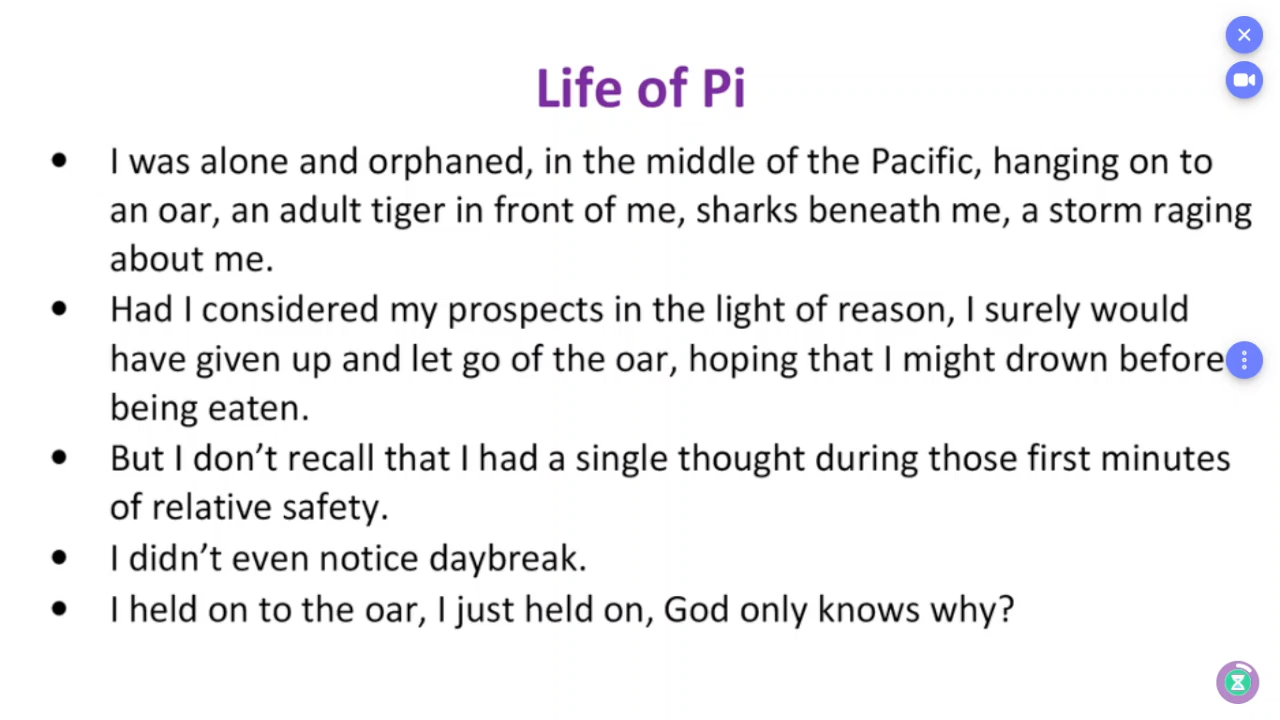 Life of Pi
• I was alone and orphaned, in the middle of the Pacific, hanging on to
an oar, an adult tiger in front of me, sharks beneath me, a storm raging
about me.
• Had I considered my prospects in the light of reason, I surely would
have given up and let go of the oar, hoping that I might drown before
being eaten.
• But I don’t recall that I had a single thought during those first minutes
of relative safety.
• I didn’t even notice daybreak.
• I held on to the oar, I just held on, God only knows why?